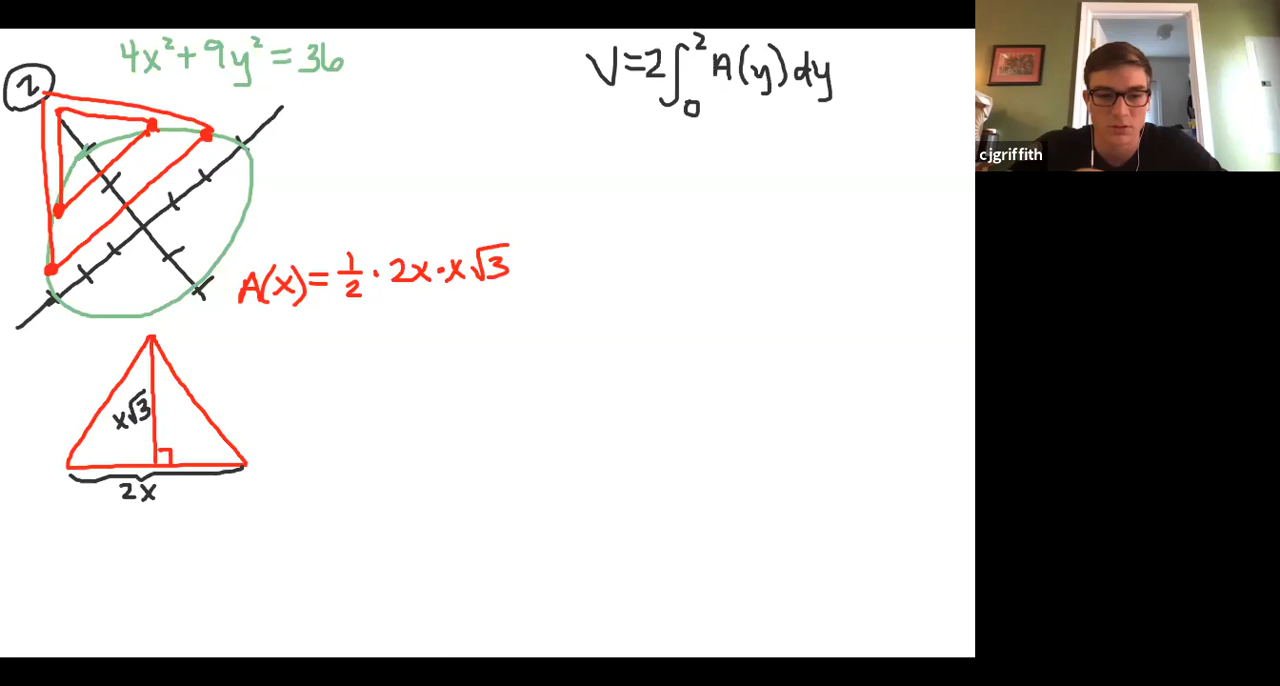 4x² + 9y² = 36
2
V = 2∫₀² A(y) dy
cjgriffith
A(x) = 1/2 · 2x · x√3
x√3
2x